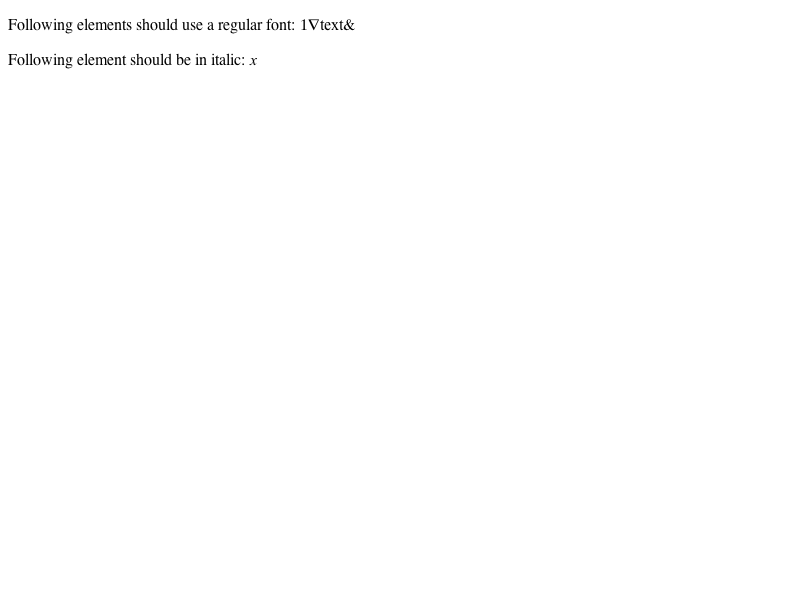 Following elements should use a regular font: 1∇text&
Following element should be in italic: x